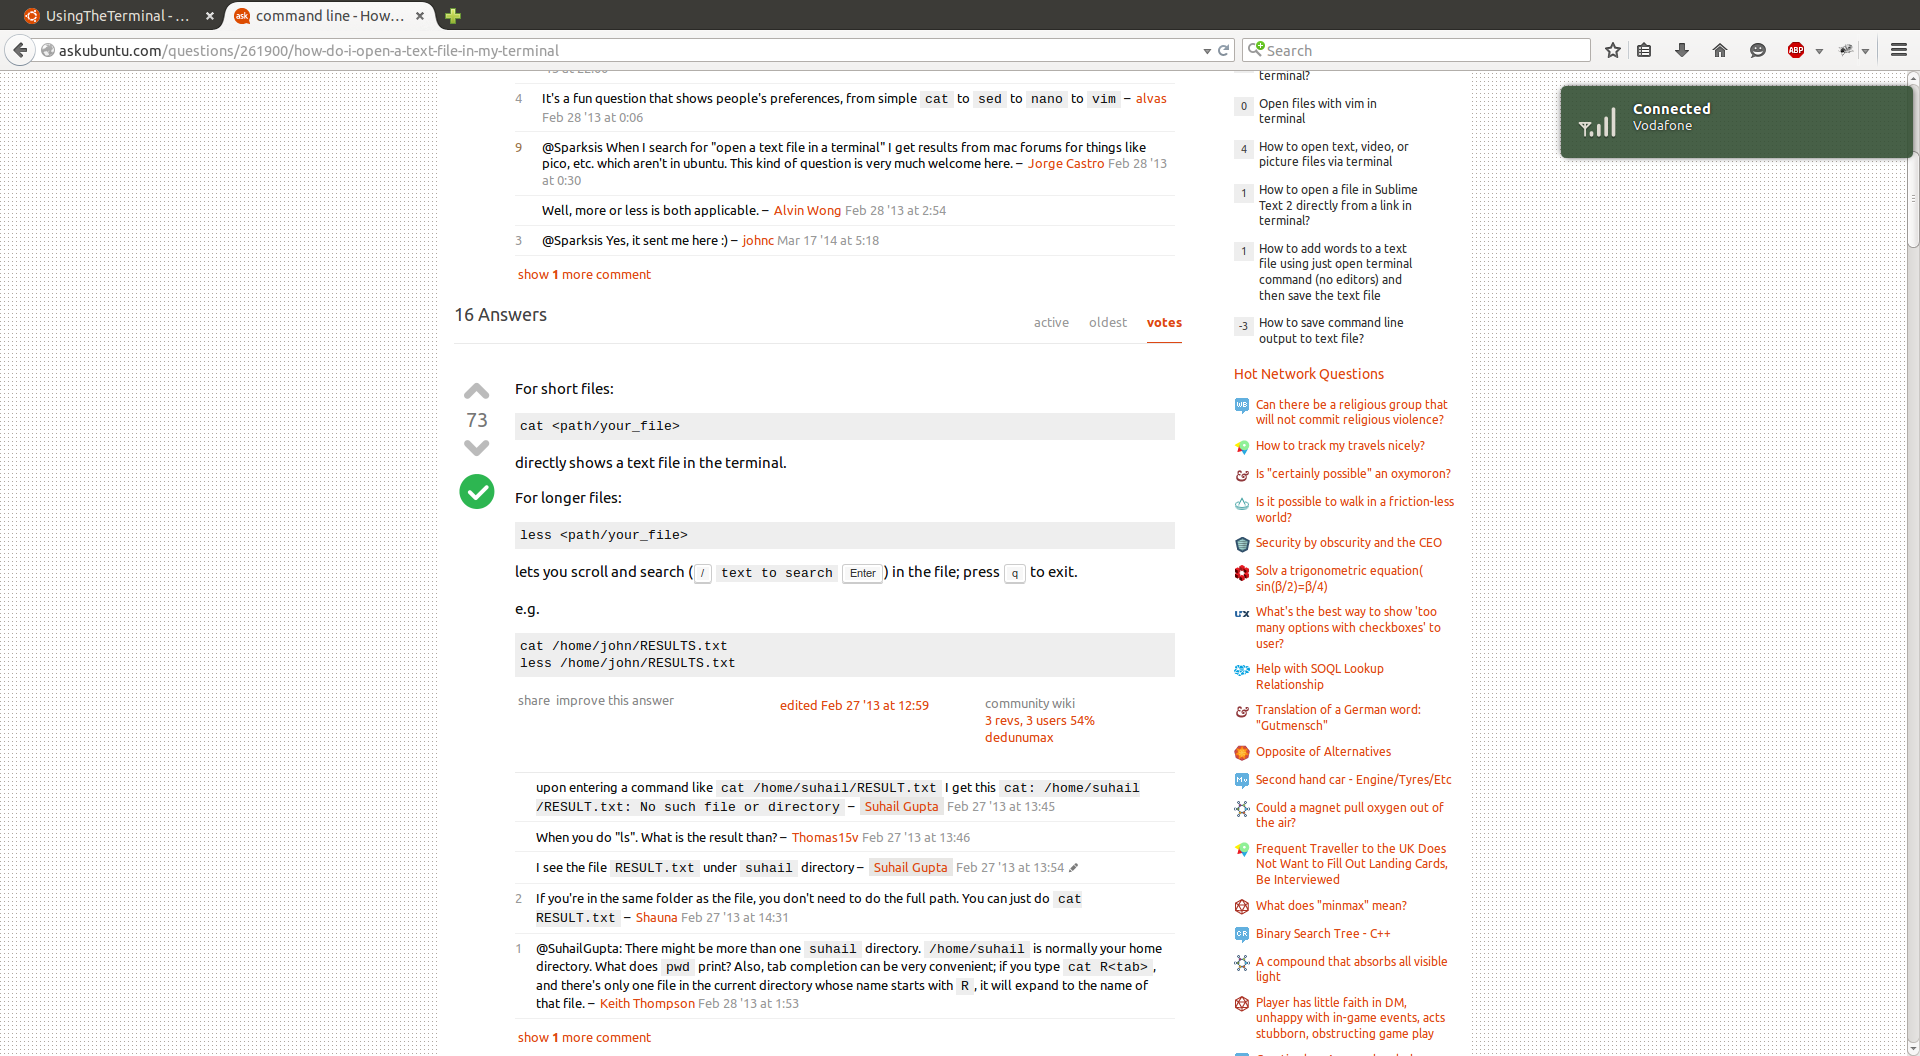 UsingTheTerminal - ...
command line - How...
askubuntu.com/questions/261900/how-do-i-open-a-text-file-in-my-terminal
Search
ABP
Connected
Vodafone
4 It's a fun question that shows people's preferences, from simple cat to sed to nano to vim – alvas
Feb 28 '13 at 0:06
9 @Sparksis When I search for "open a text file in a terminal" I get results from mac forums for things like
pico, etc. which aren't in ubuntu. This kind of question is very much welcome here. – Jorge Castro Feb 28 '13
at 0:30
Well, more or less is both applicable. – Alvin Wong Feb 28 '13 at 2:54
3 @Sparksis Yes, it sent me here :) – johnc Mar 17 '14 at 5:18
show 1 more comment
16 Answers
active oldest votes
73
For short files:
cat <path/your_file>
directly shows a text file in the terminal.
For longer files:
less <path/your_file>
lets you scroll and search ( / text to search Enter ) in the file; press q to exit.
e.g.
cat /home/john/RESULTS.txt
less /home/john/RESULTS.txt
share improve this answer
edited Feb 27 '13 at 12:59
community wiki
3 revs, 3 users 54%
dedunumax
upon entering a command like cat /home/suhail/RESULT.txt I get this cat: /home/suhail
/RESULT.txt: No such file or directory – Suhail Gupta Feb 27 '13 at 13:45
When you do "ls". What is the result than? – Thomas15v Feb 27 '13 at 13:46
I see the file RESULT.txt under suhail directory – Suhail Gupta Feb 27 '13 at 13:54
2 If you're in the same folder as the file, you don't need to do the full path. You can just do cat
RESULT.txt – Shauna Feb 27 '13 at 14:31
1 @SuhailGupta: There might be more than one suhail directory. /home/suhail is normally your home
directory. What does pwd print? Also, tab completion can be very convenient; if you type cat R<tab>,
and there's only one file in the current directory whose name starts with R, it will expand to the name of
that file. – Keith Thompson Feb 28 '13 at 1:53
show 1 more comment
terminal?
0 Open files with vim in
terminal
4 How to open text, video, or
picture files via terminal
1 How to open a file in Sublime
Text 2 directly from a link in
terminal?
1 How to add words to a text
file using just open terminal
command (no editors) and
then save the text file
-3 How to save command line
output to text file?
Hot Network Questions
Can there be a religious group that
will not commit religious violence?
How to track my travels nicely?
Is "certainly possible" an oxymoron?
Is it possible to walk in a friction-less
world?
Security by obscurity and the CEO
Solv a trigonometric equation(
sin(β/2)=β/4)
What's the best way to show 'too
many options with checkboxes' to
user?
Help with SOQL Lookup
Relationship
Translation of a German word:
"Gutmensch"
Opposite of Alternatives
Second hand car - Engine/Tyres/Etc
Could a magnet pull oxygen out of
the air?
Frequent Traveller to the UK Does
Not Want to Fill Out Landing Cards,
Be Interviewed
What does "minmax" mean?
Binary Search Tree - C++
A compound that absorbs all visible
light
Player has little faith in DM,
unhappy with in-game events, acts
stubborn, obstructing game play